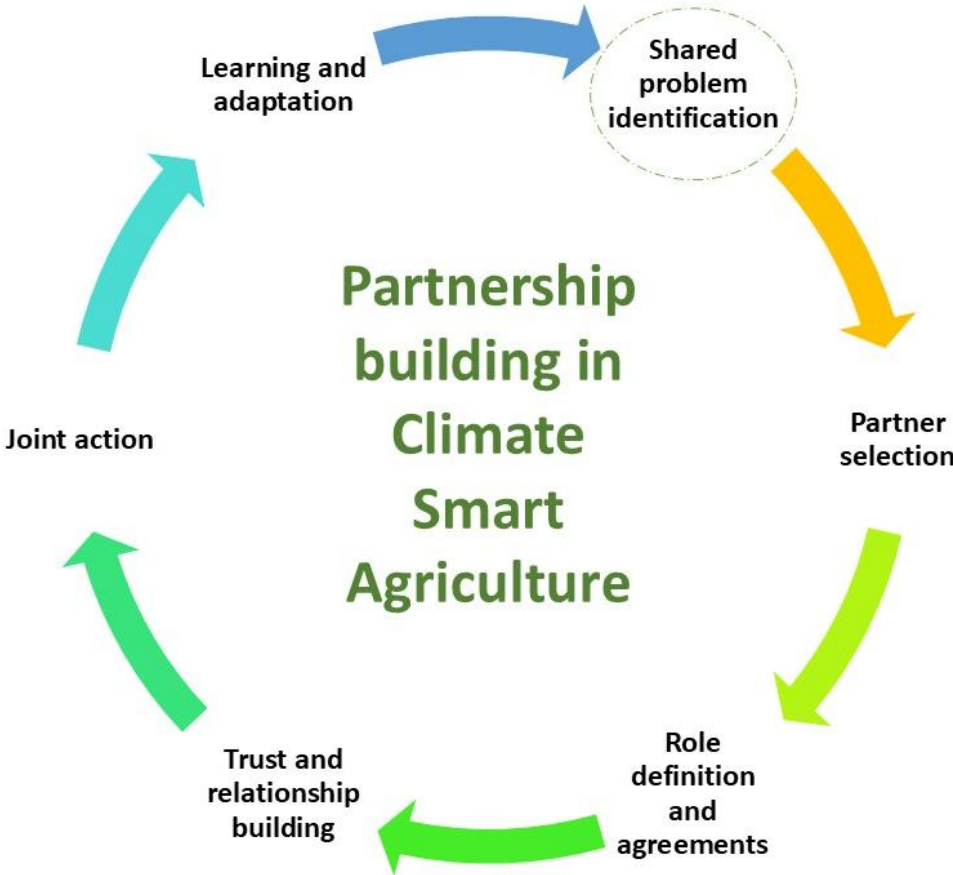 Shared
problem
identification
Partner
selection
Role
definition
and
agreements
Trust and
relationship
building
Joint action
Learning and
adaptation
Partnership
building in
Climate
Smart
Agriculture